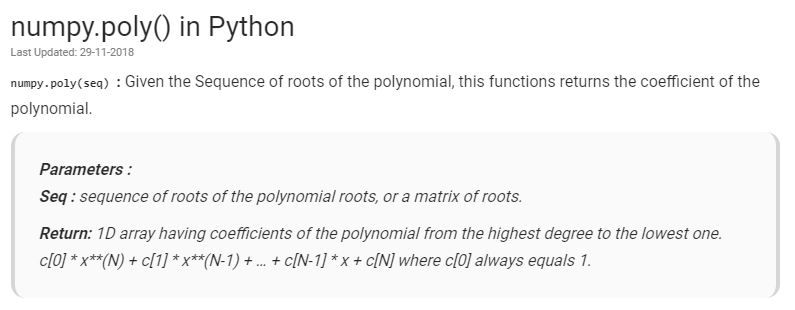 numpy.poly() in Python
Last Updated: 29-11-2018
numpy.poly(seq) : Given the Sequence of roots of the polynomial, this functions returns the coefficient of the
polynomial.
Parameters :
Seq : sequence of roots of the polynomial roots, or a matrix of roots.
Return: 1D array having coefficients of the polynomial from the highest degree to the lowest one.
c[0] * x**(N) + c[1] * x**(N-1) + ... + c[N-1] * x + c[N] where c[0] always equals 1.